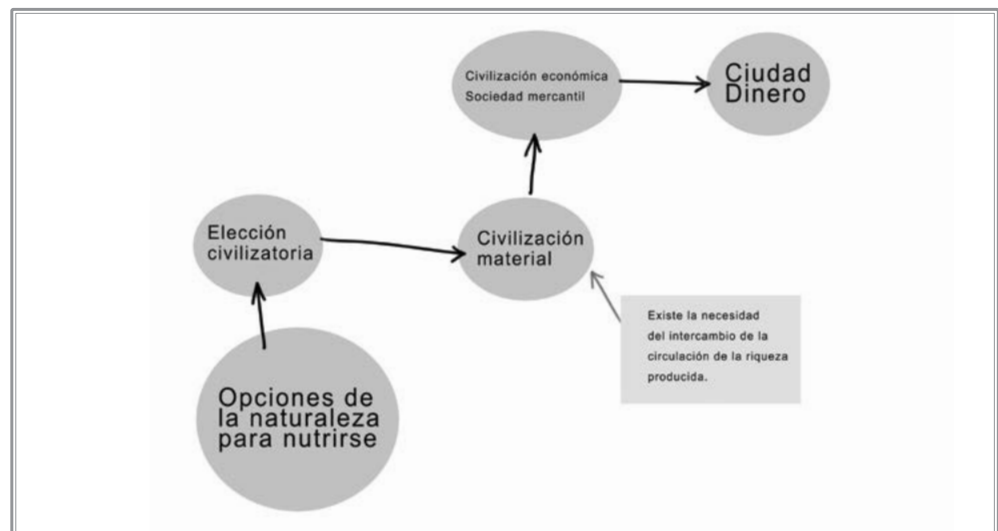 Civilización económica
Sociedad mercantil
Ciudad
Dinero
Elección
civilizatoria
Civilización
material
Existe la necesidad
del intercambio de la
circulación de la riqueza
producida.
Opciones de
la naturaleza
para nutrirse